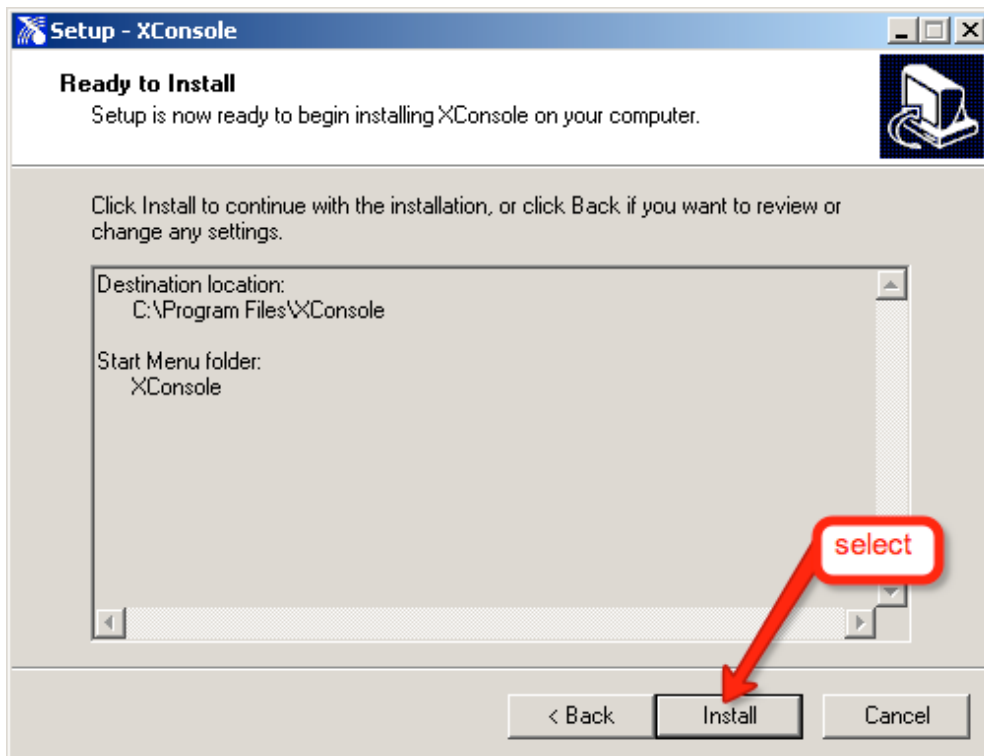 Setup - XConsole
Ready to Install
Setup is now ready to begin installing XConsole on your computer.
Click Install to continue with the installation, or click Back if you want to review or
change any settings.
Destination location:
C:\Program Files\XConsole
Start Menu folder:
XConsole
select
< Back
Install
Cancel